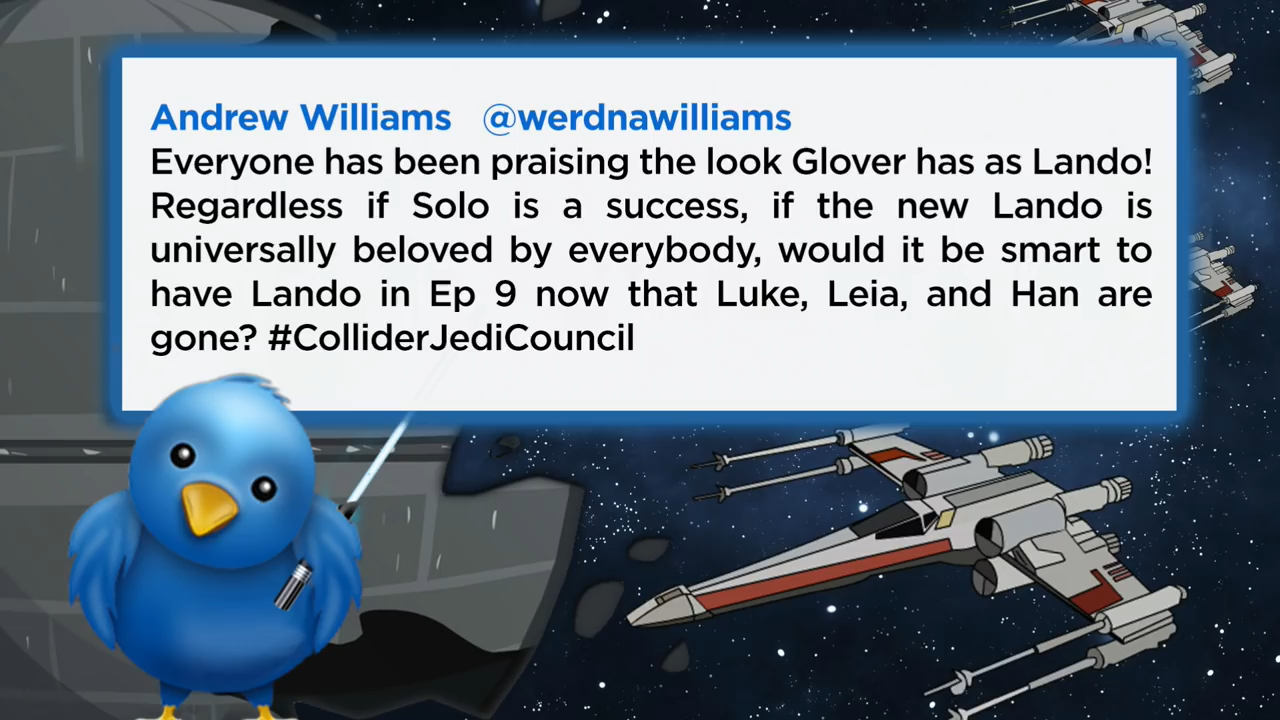 Andrew Williams @werdnawilliams
Everyone has been praising the look Glover has as Lando!
Regardless if Solo is a success, if the new Lando is
universally beloved by everybody, would it be smart to
have Lando in Ep 9 now that Luke, Leia, and Han are
gone? #ColliderJediCouncil